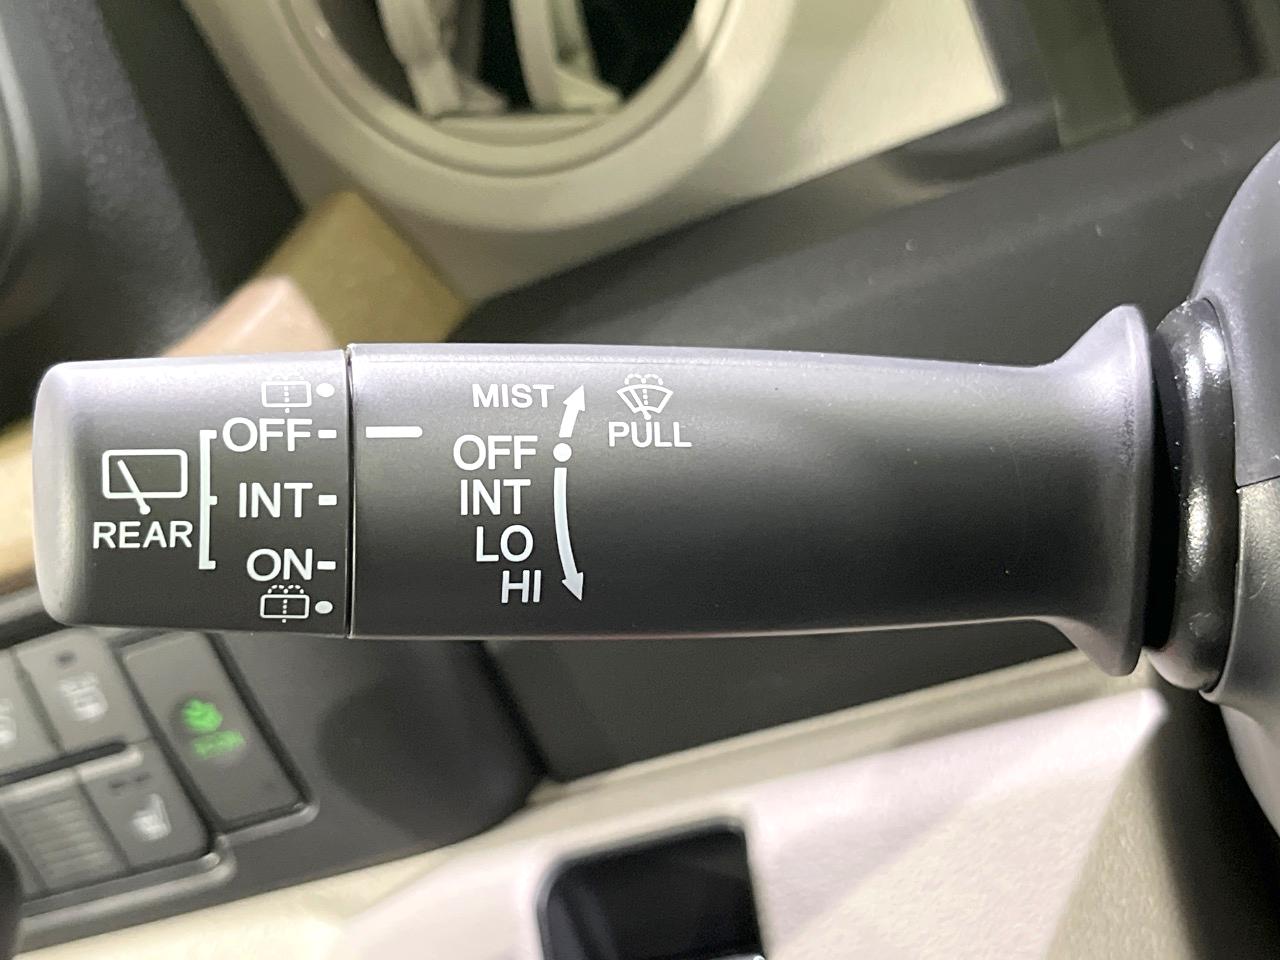 MIST
PULL
OFF
OFF
INT
INT
REAR
LO
ON
HI